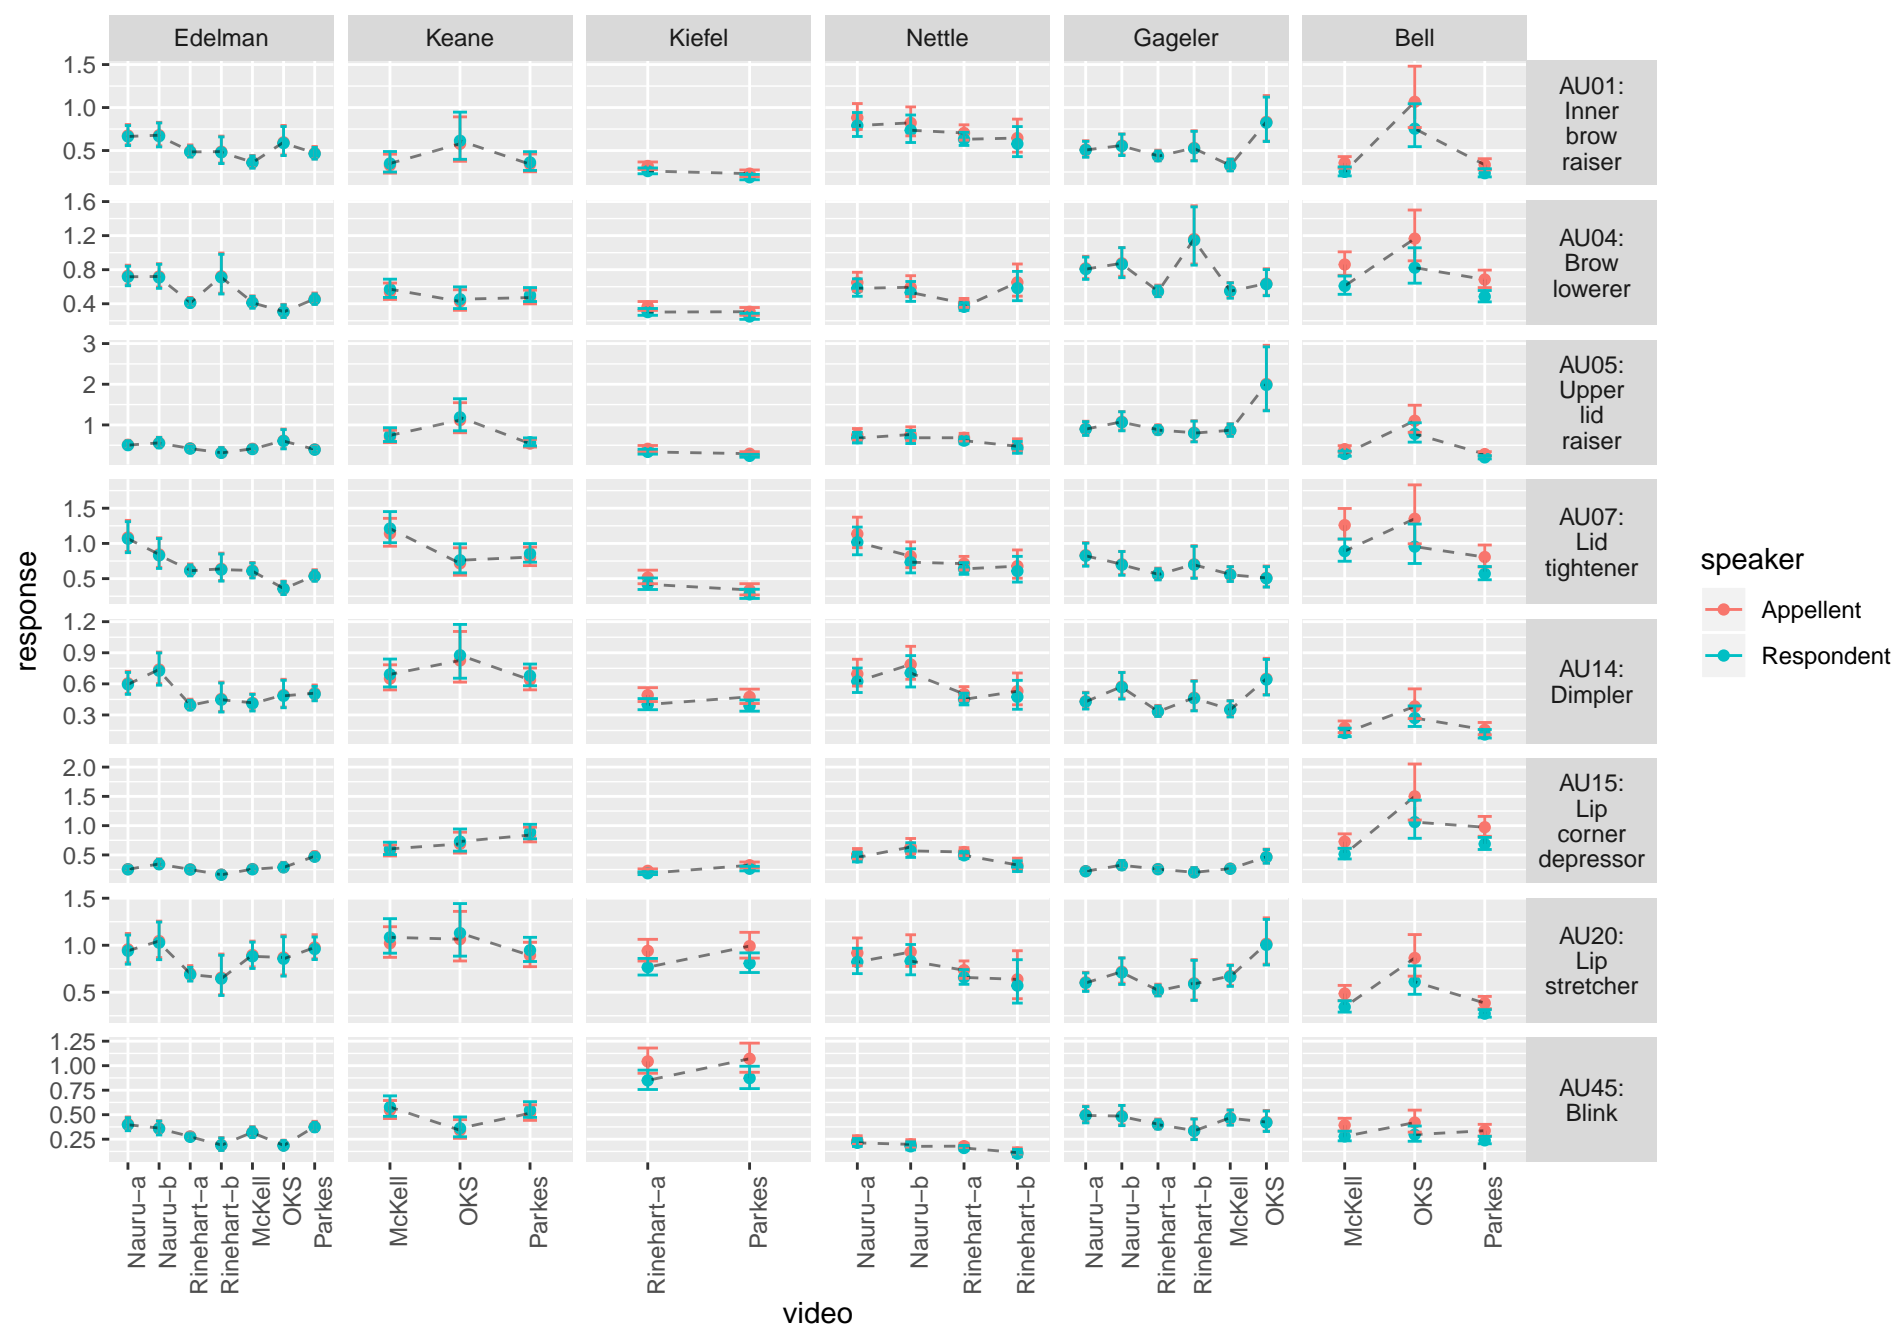 Edelman
Keane
Kiefel
Nettle
Gageler
Bell
1.5
1.0
0.5
AU01:
Inner
brow
raiser
1.6
1.2
0.8
0.4
AU04:
Brow
lowerer
3
2
1
AU05:
Upper
lid
raiser
1.5
1.0
0.5
AU07:
Lid
tightener
1.2
0.9
0.6
0.3
AU14:
Dimpler
2.0
1.5
1.0
0.5
AU15:
Lip
corner
depressor
1.5
1.0
0.5
AU20:
Lip
stretcher
1.25
1.00
0.75
0.50
0.25
AU45:
Blink
response
Nauru−a
Nauru−b
Rinehart−a
Rinehart−b
McKell
OKS
Parkes
McKell
OKS
Parkes
Rinehart−a
Parkes
Nauru−a
Nauru−b
Rinehart−a
Rinehart−b
Nauru−a
Nauru−b
Rinehart−a
Rinehart−b
McKell
OKS
McKell
OKS
Parkes
video
speaker
Appellent
Respondent